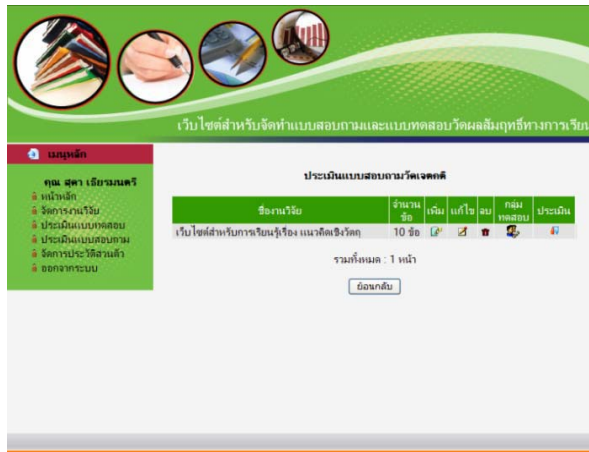 เว็บไซต์สำหรับจัดทำแบบสอบถามและแบบทดสอบวัดผลสัมฤทธิ์ทางการเรียน
เมนูหลัก
คุณ สุดา เธียรมนตรี
หน้าหลัก
จัดการงานวิจัย
ประเมินแบบทดสอบ
ประเมินแบบสอบถาม
จัดการประวัติส่วนตัว
ออกจากระบบ
ประเมินแบบสอบถามวัดเจตคติ
ชื่องานวิจัย จำนวนข้อ เพิ่ม แก้ไข ลบ กลุ่มทดสอบ ประเมิน
เว็บไซต์สำหรับการเรียนรู้เรื่อง แนวคิดเชิงวัตถุ 10 ข้อ
รวมทั้งหมด : 1 หน้า
ย้อนกลับ